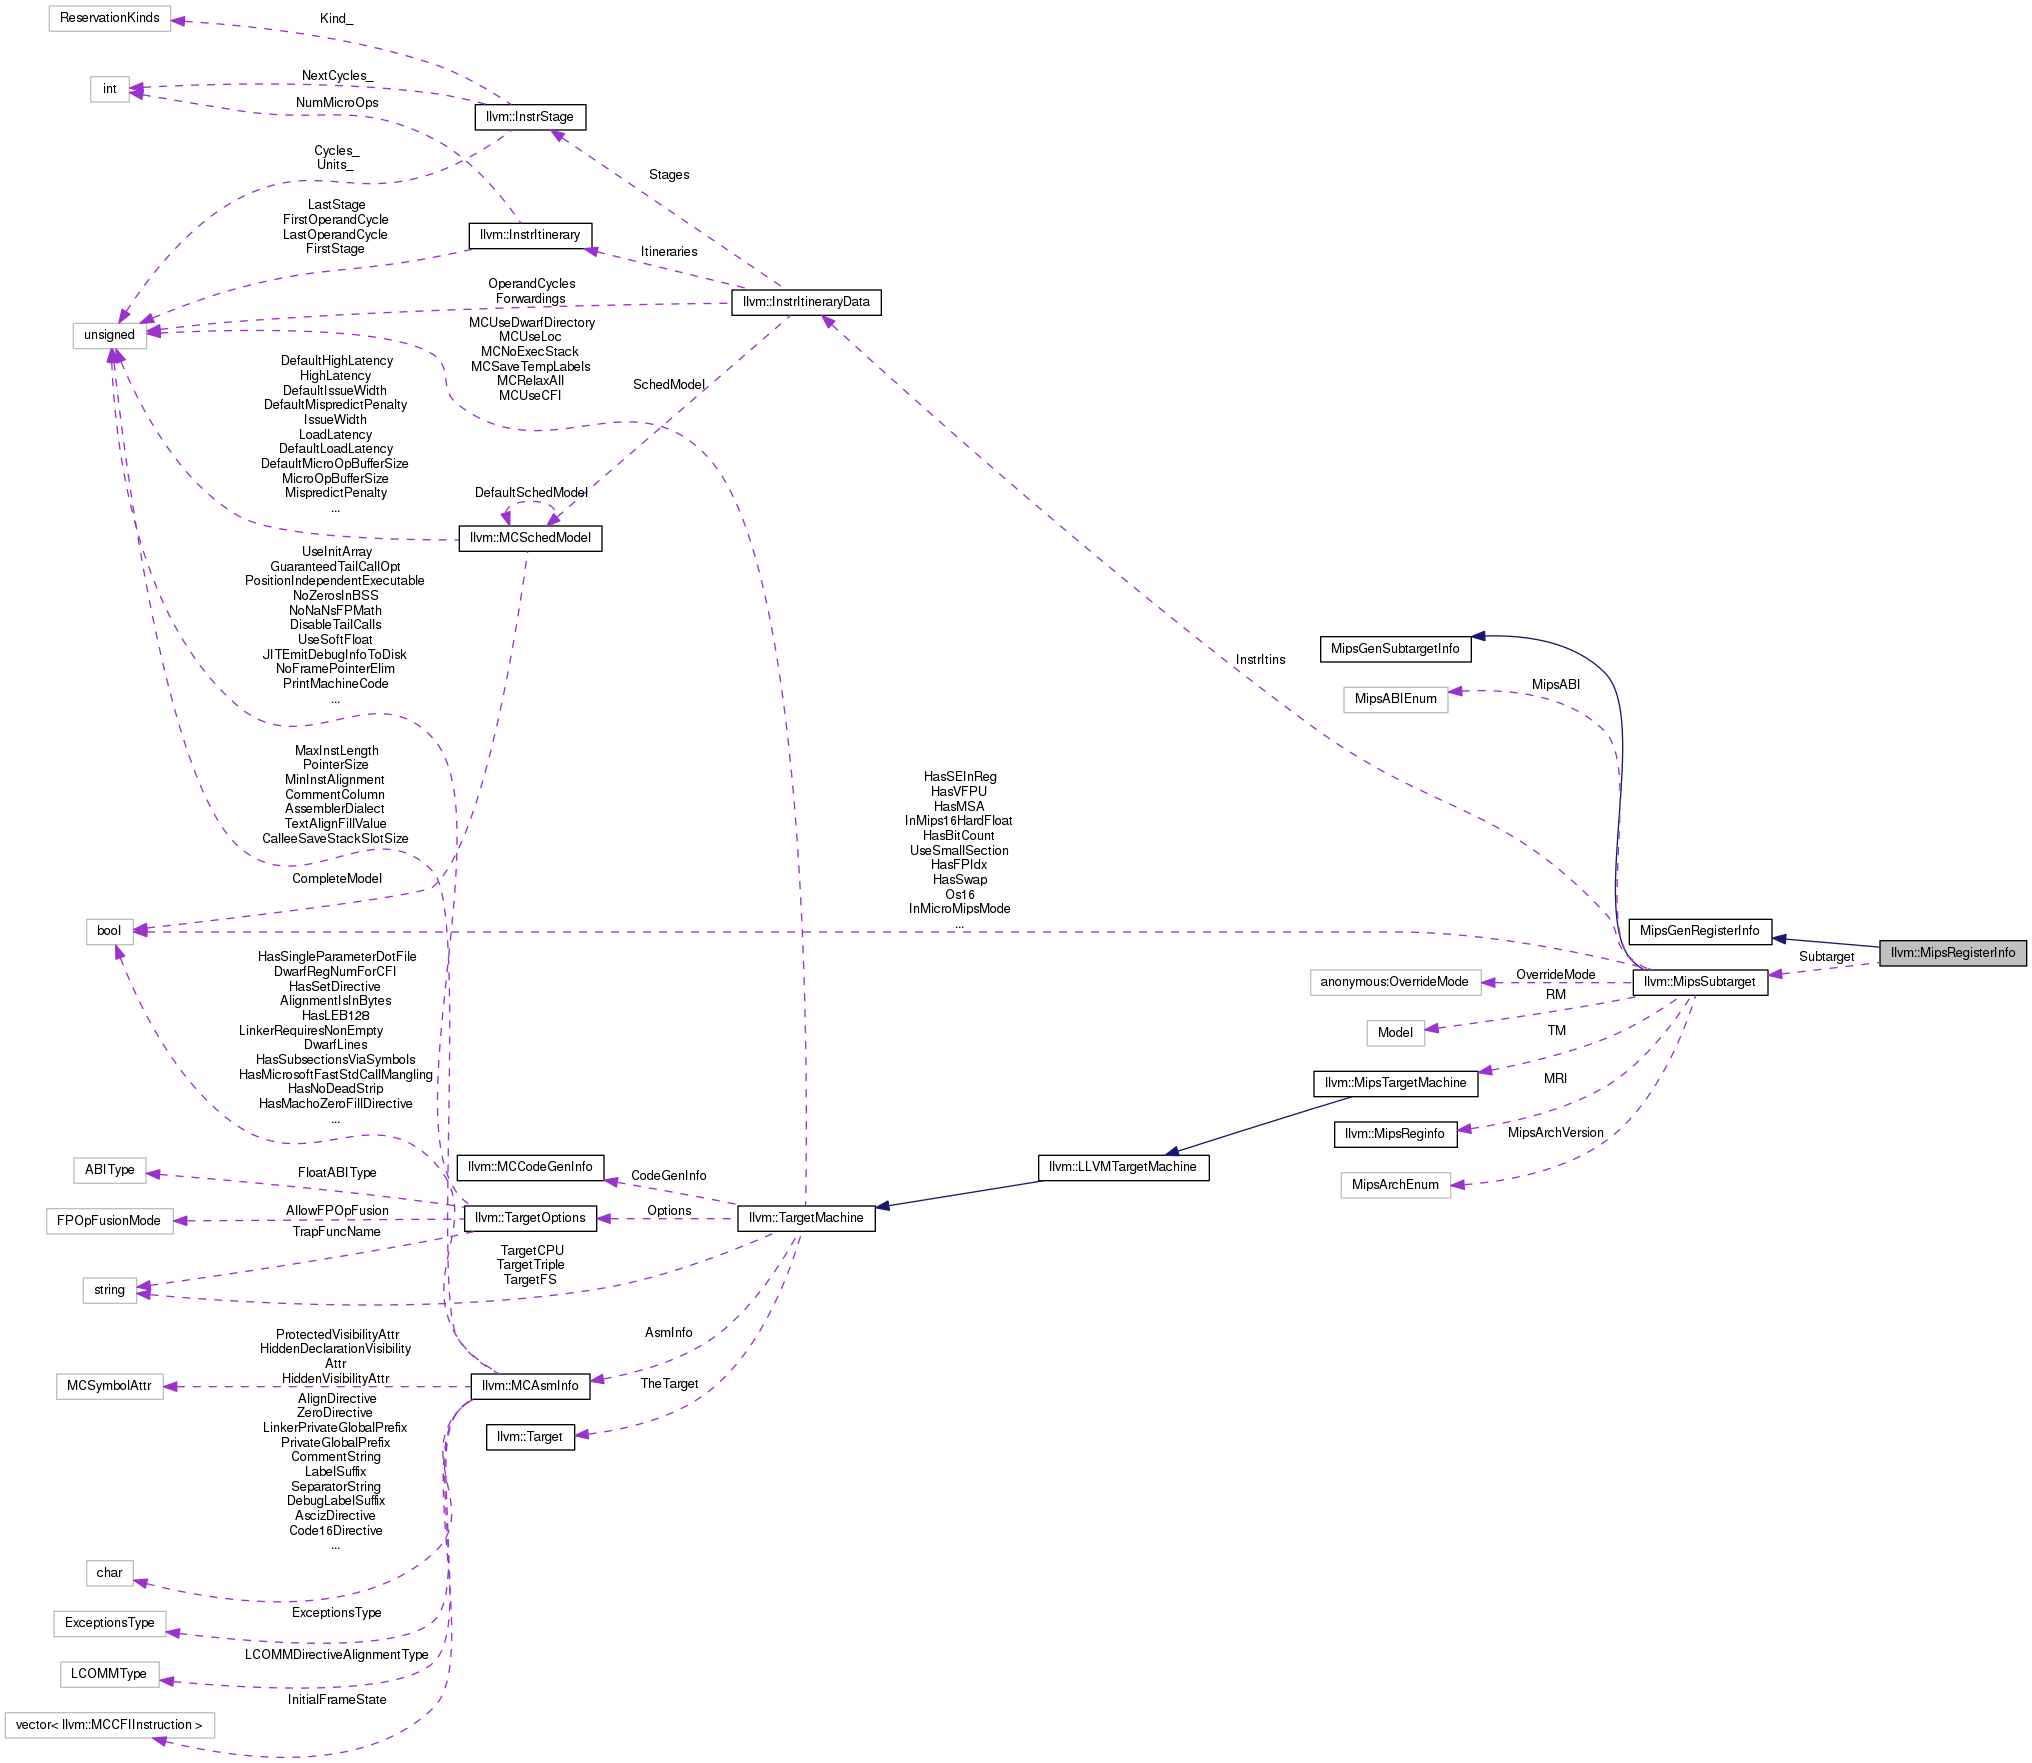 ReservationKinds
Kind_
int
NextCycles_
NumMicroOps
llvm::InstrStage
Cycles_
Units_
Stages
LastStage
FirstOperandCycle
LastOperandCycle
FirstStage
llvm::InstrItinerary
Itineraries
OperandCycles
Forwardings
llvm::InstrItineraryData
unsigned
MCUseDwarfDirectory
MCUseLoc
MCNoExecStack
MCSaveTempLabels
MCRelaxAll
MCUseCFI
SchedModel
DefaultHighLatency
HighLatency
DefaultIssueWidth
DefaultMispredictPenalty
IssueWidth
LoadLatency
DefaultLoadLatency
DefaultMicroOpBufferSize
MicroOpBufferSize
MispredictPenalty
...
DefaultSchedModel
llvm::MCSchedModel
UseInitArray
GuaranteedTailCallOpt
PositionIndependentExecutable
NoZerosInBSS
NoNaNsFPMath
DisableTailCalls
UseSoftFloat
JITEmitDebugInfoToDisk
NoFramePointerElim
PrintMachineCode
...
InstrItins
MipsGenSubtargetInfo
MipsABIEnum
MipsABI
MaxInstLength
PointerSize
MinInstAlignment
CommentColumn
AssemblerDialect
TextAlignFillValue
CalleeSaveStackSlotSize
CompleteModel
HasSEInReg
HasVFPU
HasMSA
InMips16HardFloat
HasBitCount
UseSmallSection
HasFPIdx
HasSwap
Os16
InMicroMipsMode
...
bool
MipsGenRegisterInfo
llvm::MipsRegisterInfo
Subtarget
llvm::MipsSubtarget
anonymous:OverrideMode
OverrideMode
RM
Model
TM
llvm::MipsTargetMachine
MRI
llvm::MipsReginfo
MipsArchVersion
MipsArchEnum
HasSingleParameterDotFile
DwarfRegNumForCFI
HasSetDirective
AlignmentIsInBytes
HasLEB128
LinkerRequiresNonEmpty
DwarfLines
HasSubsectionsViaSymbols
HasMicrosoftFastStdCallMangling
HasNoDeadStrip
HasMachoZeroFillDirective
...
ABIType
FloatABIType
llvm::MCCodeGenInfo
CodeGenInfo
llvm::LLVMTargetMachine
FPOpFusionMode
AllowFPOpFusion
llvm::TargetOptions
Options
llvm::TargetMachine
TrapFuncName
string
TargetCPU
TargetTriple
TargetFS
AsmInfo
TheTarget
ProtectedVisibilityAttr
HiddenDeclarationVisibility
Attr
HiddenVisibilityAttr
MCSymbolAttr
llvm::MCAsmInfo
llvm::Target
AlignDirective
ZeroDirective
LinkerPrivateGlobalPrefix
PrivateGlobalPrefix
CommentString
LabelSuffix
SeparatorString
DebugLabelSuffix
AscizDirective
Code16Directive
...
char
ExceptionsType
ExceptionsType
LCOMMDirectiveAlignmentType
LCOMMType
InitialFrameState
vector< llvm::MCCFIInstruction >